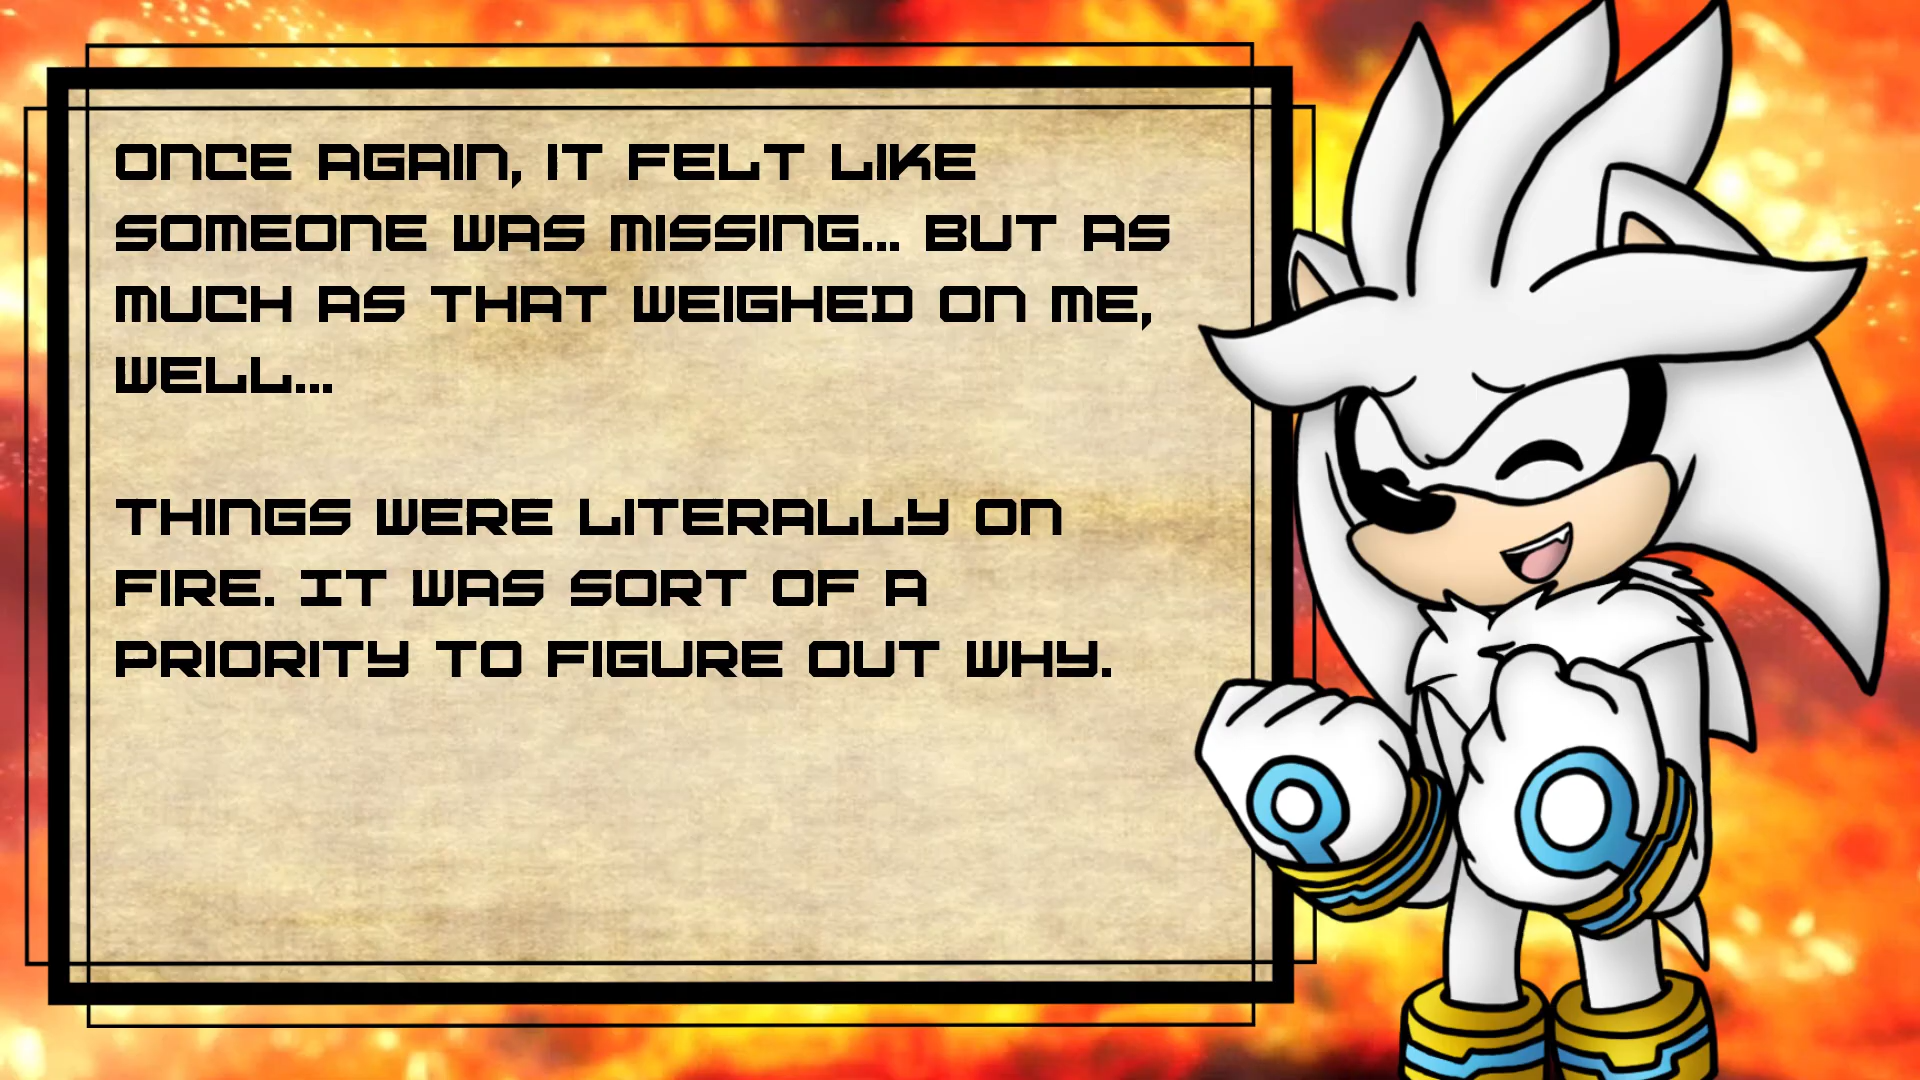 ONCE AGAIN, IT FELT LIKE
SOMEONE WAS MISSING... BUT AS
MUCH AS THAT WEIGHED ON ME,
WELL...
THINGS WERE LITERALLY ON
FIRE. IT WAS SORT OF A
PRIORITY TO FIGURE OUT WHY.